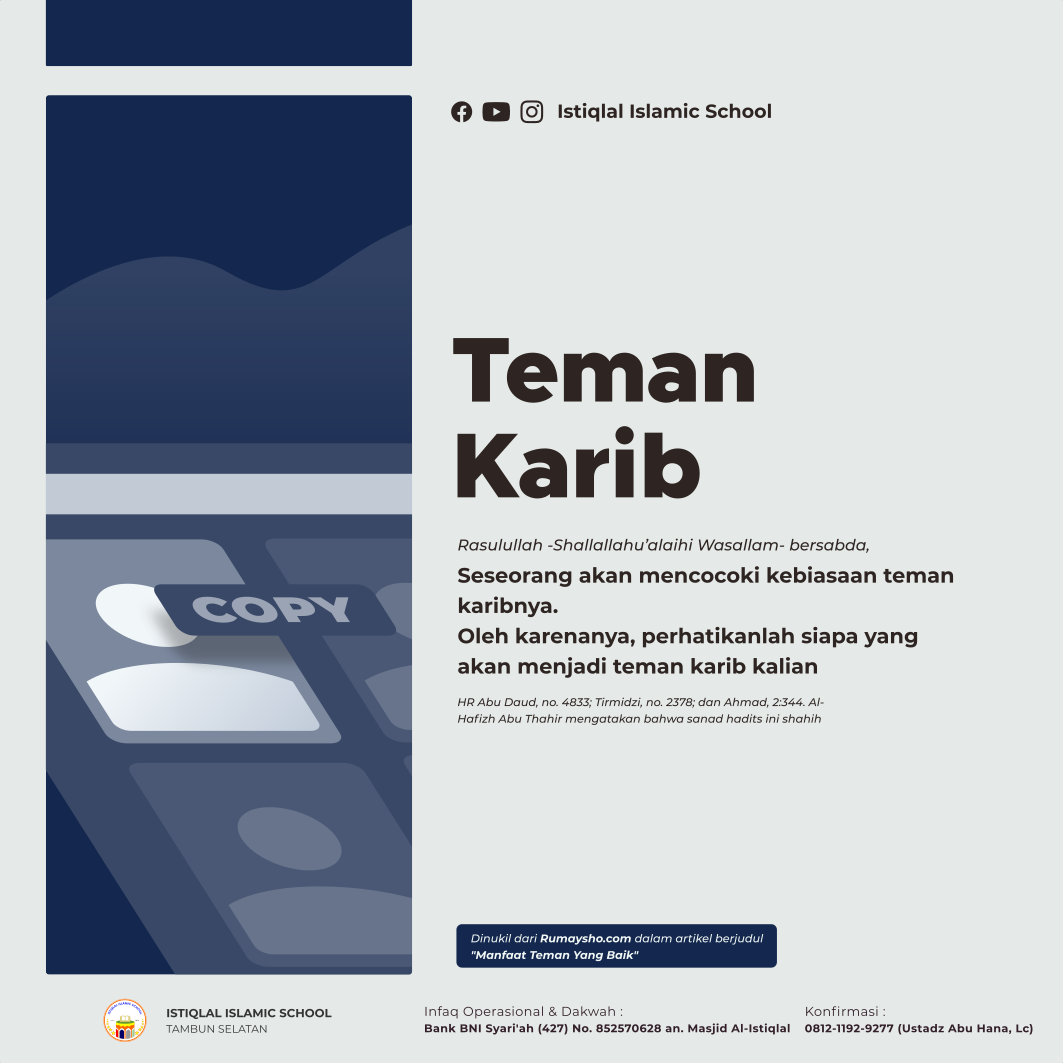 Istiqlal Islamic School
Teman
Karib
Rasulullah -Shallallahu’alaihi Wasallam- bersabda,
Seseorang akan mencocoki kebiasaan teman
karibnya.
Oleh karenanya, perhatikanlah siapa yang
akan menjadi teman karib kalian
HR Abu Daud, no. 4833; Tirmidzi, no. 2378; dan Ahmad, 2:344. Al-
Hafizh Abu Thahir mengatakan bahwa sanad hadits ini shahih
COPY
Dinukil dari Rumaysho.com dalam artikel berjudul
"Manfaat Teman Yang Baik"
ISTIQLAL ISLAMIC SCHOOL
TAMBUN SELATAN
Infaq Operasional & Dakwah :
Bank BNI Syari'ah (427) No. 852570628 an. Masjid Al-Istiqlal
Konfirmasi :
0812-1192-9277 (Ustadz Abu Hana, Lc)